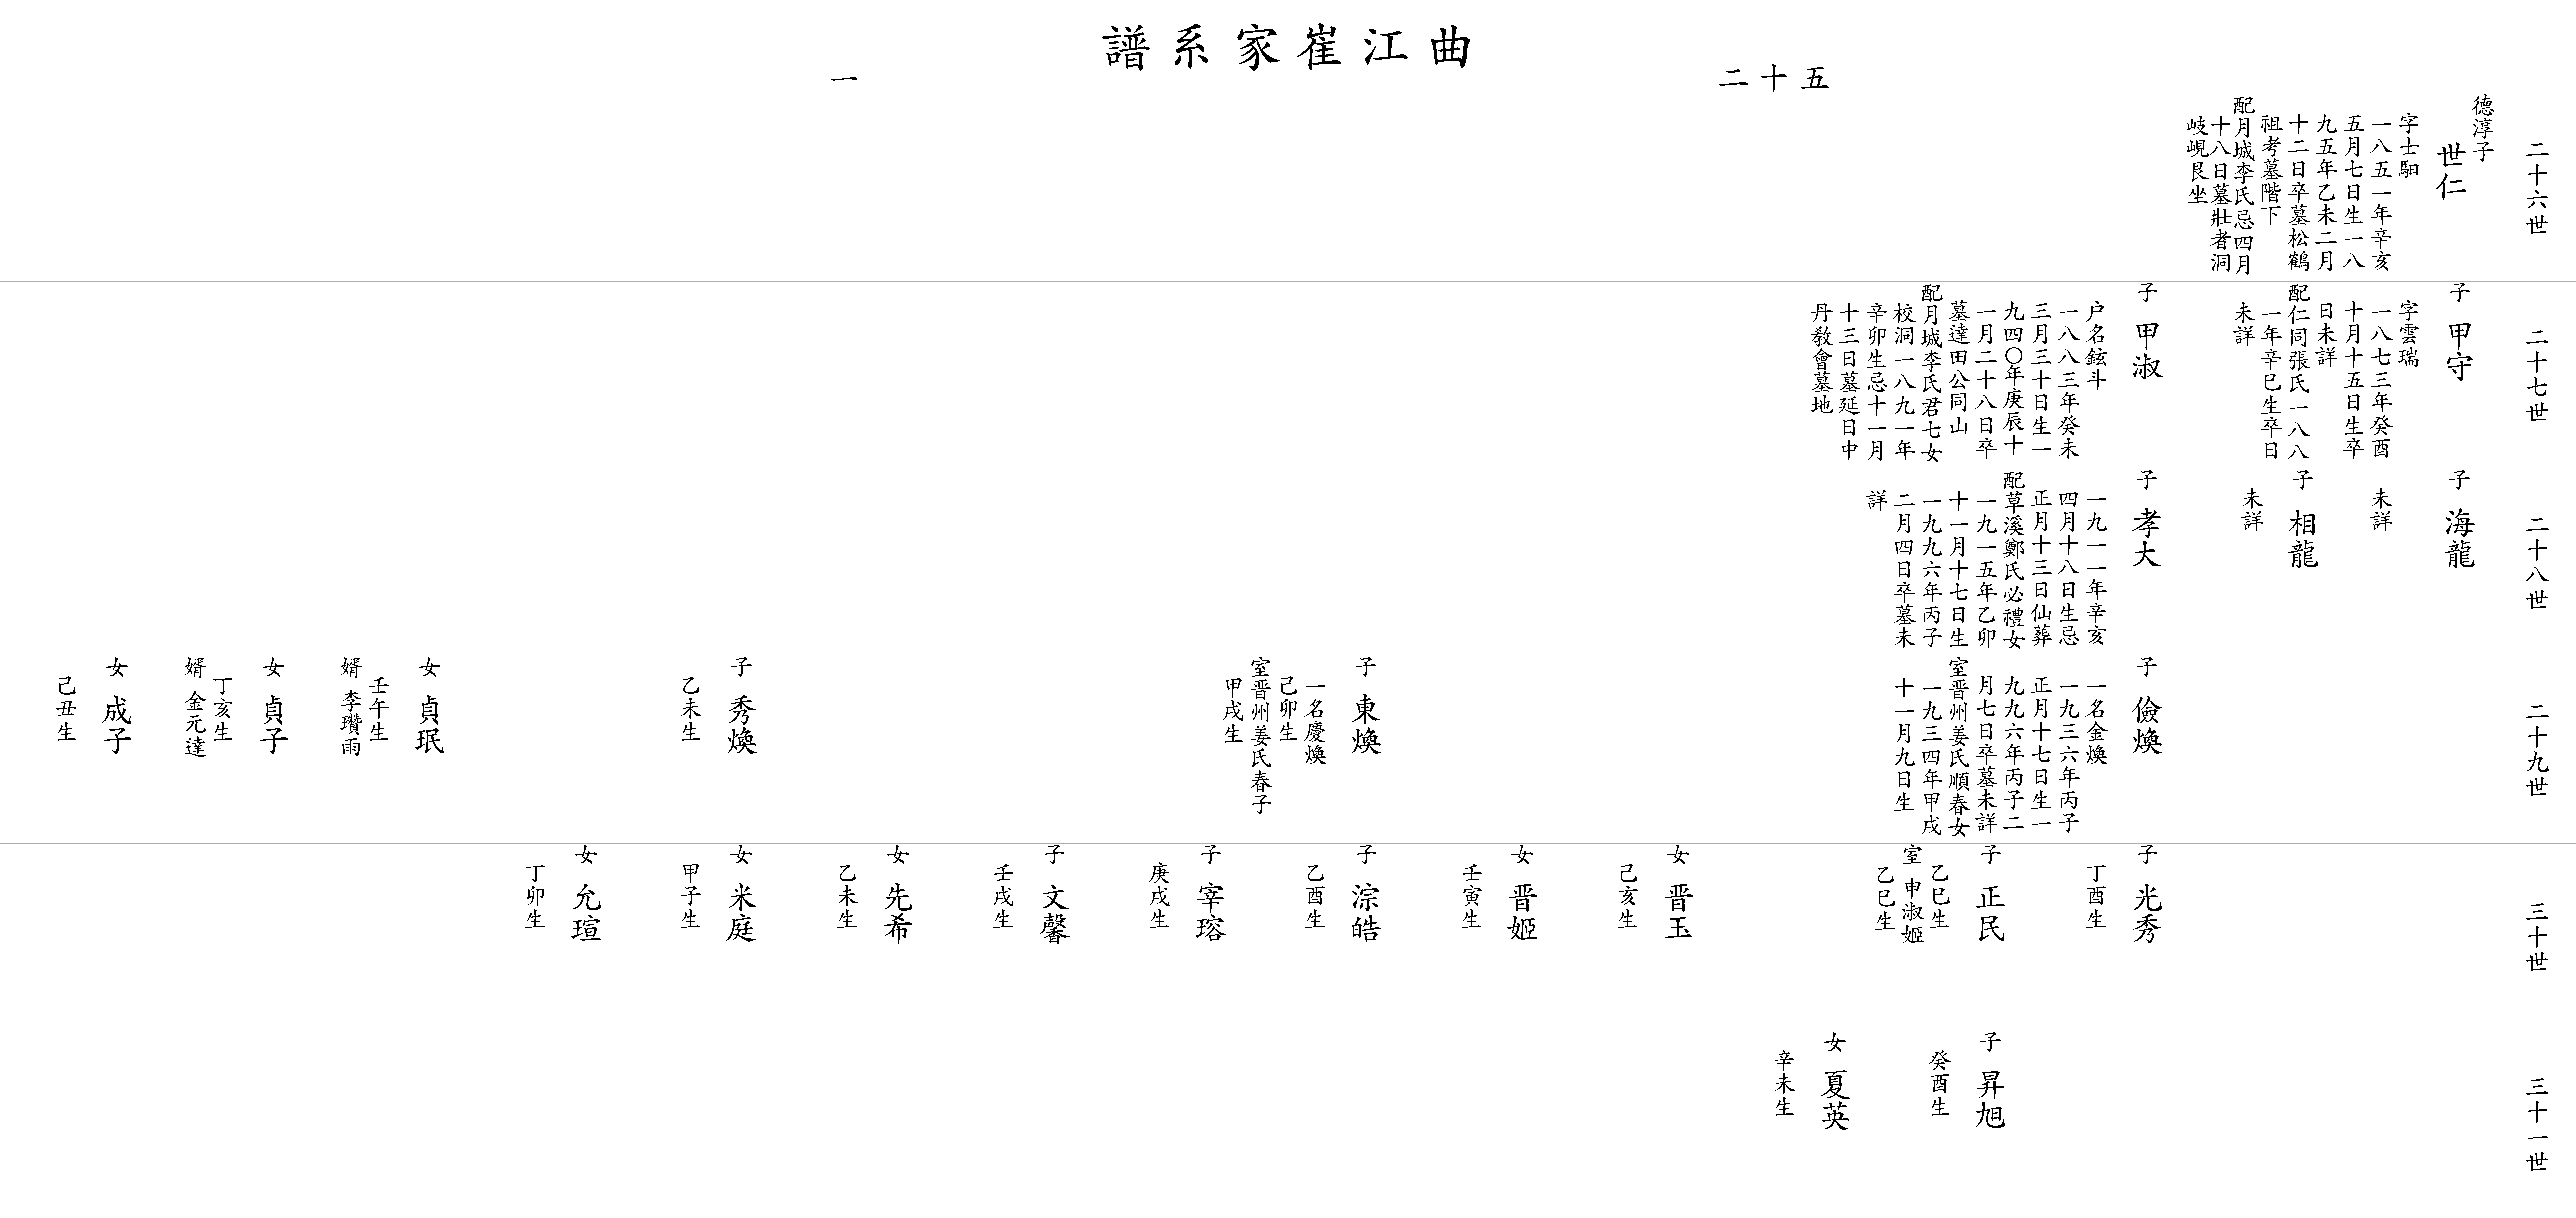 曲江崔家系譜
五十二
一
二十六世
德淳子
世仁
字士馹
一八五一年辛亥
五月七日生一八
九五年乙未二月
十二日卒墓松鶴
祖考墓階下
配月城李氏忌四月
十八日墓壯者洞
岐峴艮坐
二十七世
子 甲守
字雲瑞
一八七三年癸酉
十月十五日生卒
日未詳
配仁同張氏一八八
一年辛巳生卒日
未詳
子 甲淑
户名鉉斗
一八八三年癸未
三月三十日生一
九四〇年庚辰十
一月二十八日卒
墓達田公同山
配月城李氏君七女
校洞一八九一年
辛卯生忌十一月
十三日墓延日中
丹敎會墓地
二十八世
子 海龍
未詳
子 相龍
未詳
子 孝大
一九一一年辛亥
四月十八日生忌
正月十三日仙葬
配草溪鄭氏必禮女
一九一五年乙卯
十一月十七日生
一九九六年丙子
二月四日卒墓未
詳
二十九世
子 儉煥
一名金煥
一九三六年丙子
正月十七日生一
九九六年丙子二
月七日卒墓未詳
室晋州姜氏順春女
一九三四年甲戌
十一月九日生
子 東煥
一名慶煥
己卯生
室晋州姜氏春子
甲戌生
子 秀煥
乙未生
女 貞珉
壬午生
婿 李瓚雨
女 貞子
丁亥生
婿 金元達
女 成子
己丑生
三十世
子 光秀
丁酉生
子 正民
乙巳生
室 申淑姬
乙巳生
女 晋玉
己亥生
女 晋姬
壬寅生
子 淙皓
乙酉生
子 宰瑢
庚戌生
子 文馨
壬戌生
女 先希
乙未生
女 米庭
甲子生
女 允瑄
丁卯生
三十一世
子 昇旭
癸酉生
女 夏英
辛未生